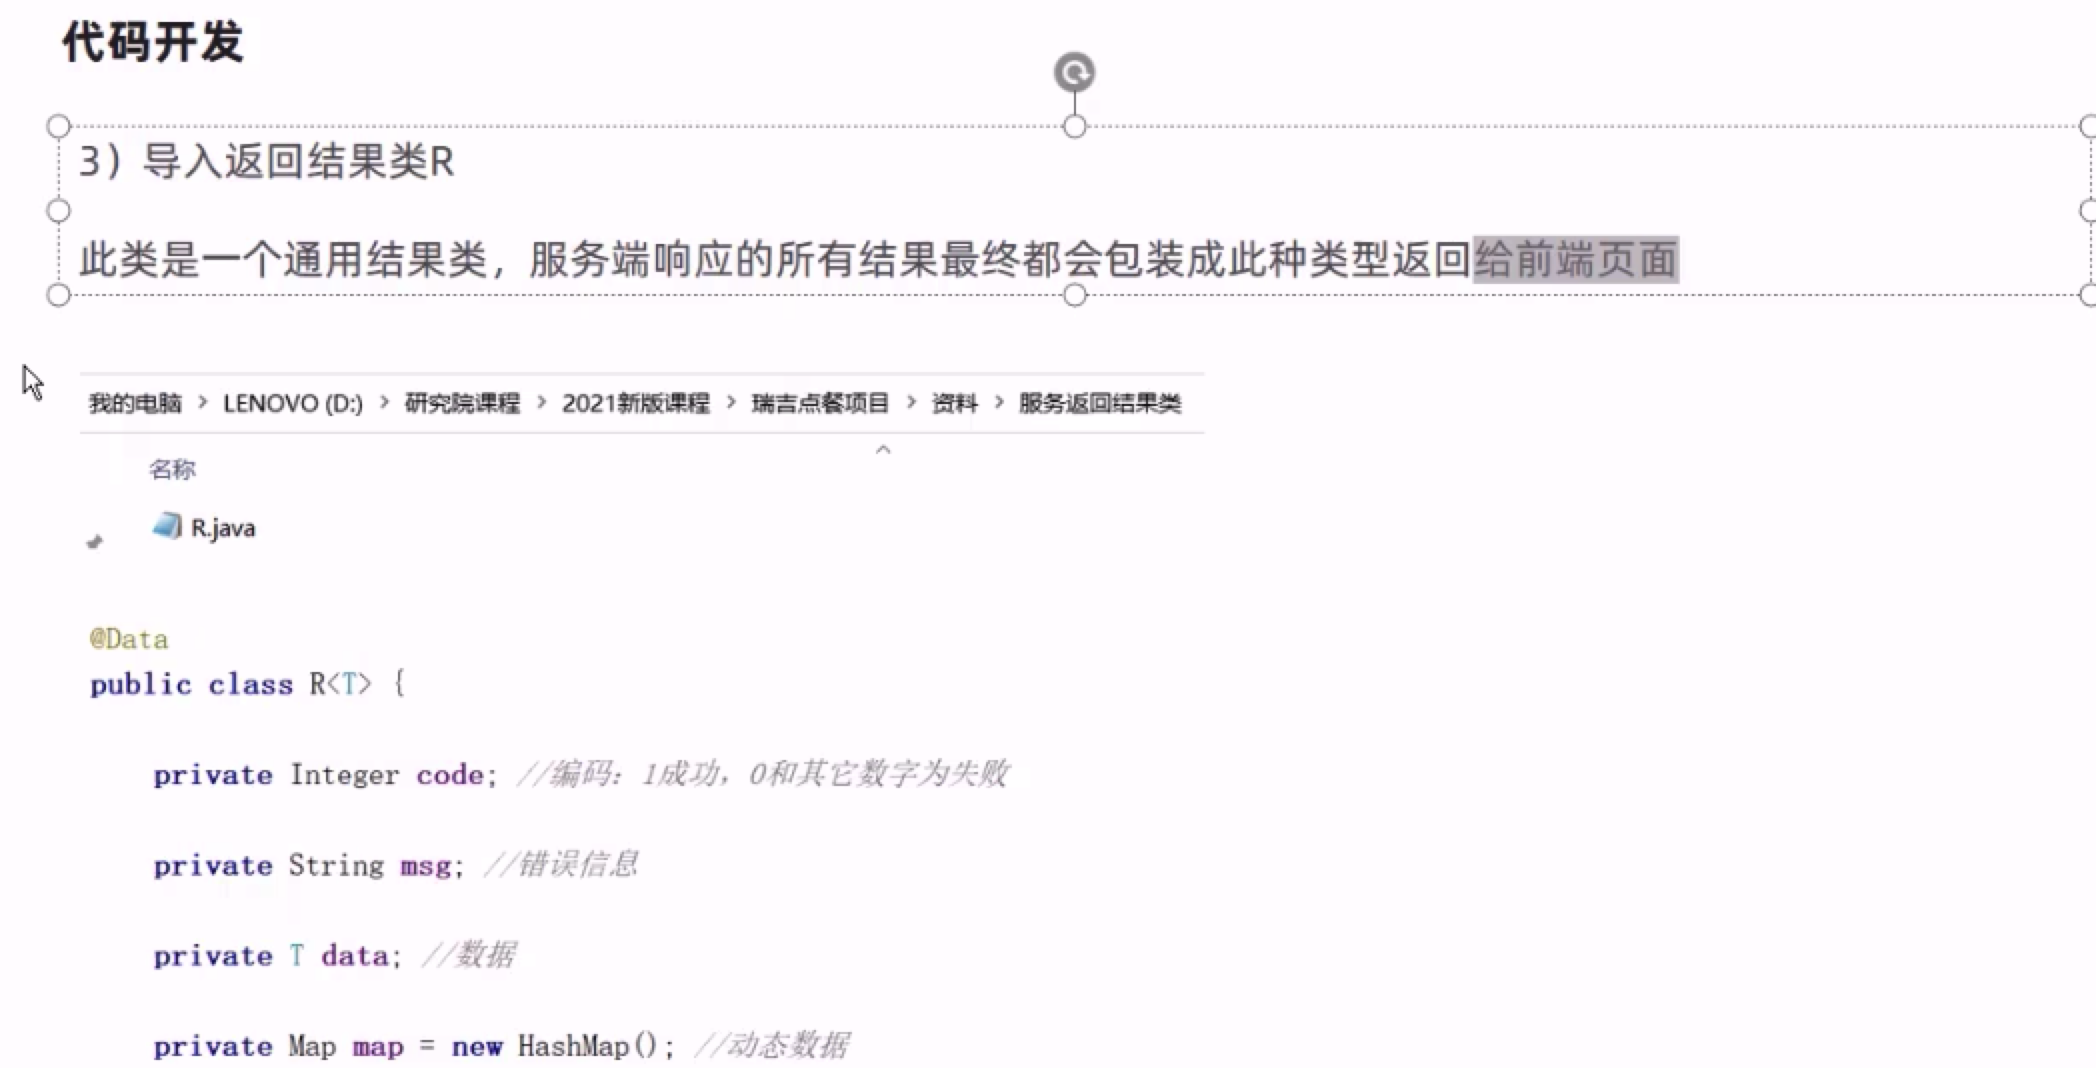 代码开发
3）导入返回结果类R
此类是一个通用结果类，服务端响应的所有结果最终都会包装成此种类型返回给前端页面
我的电脑 > LENOVO (D:) > 研究院课程 > 2021新版课程 > 瑞吉点餐项目 > 资料 > 服务返回结果类
名称
R.java
@Data
public class R<T> {
private Integer code; //编码：1成功，0和其它数字为失败
private String msg; //错误信息
private T data; //数据
private Map map = new HashMap(); //动态数据